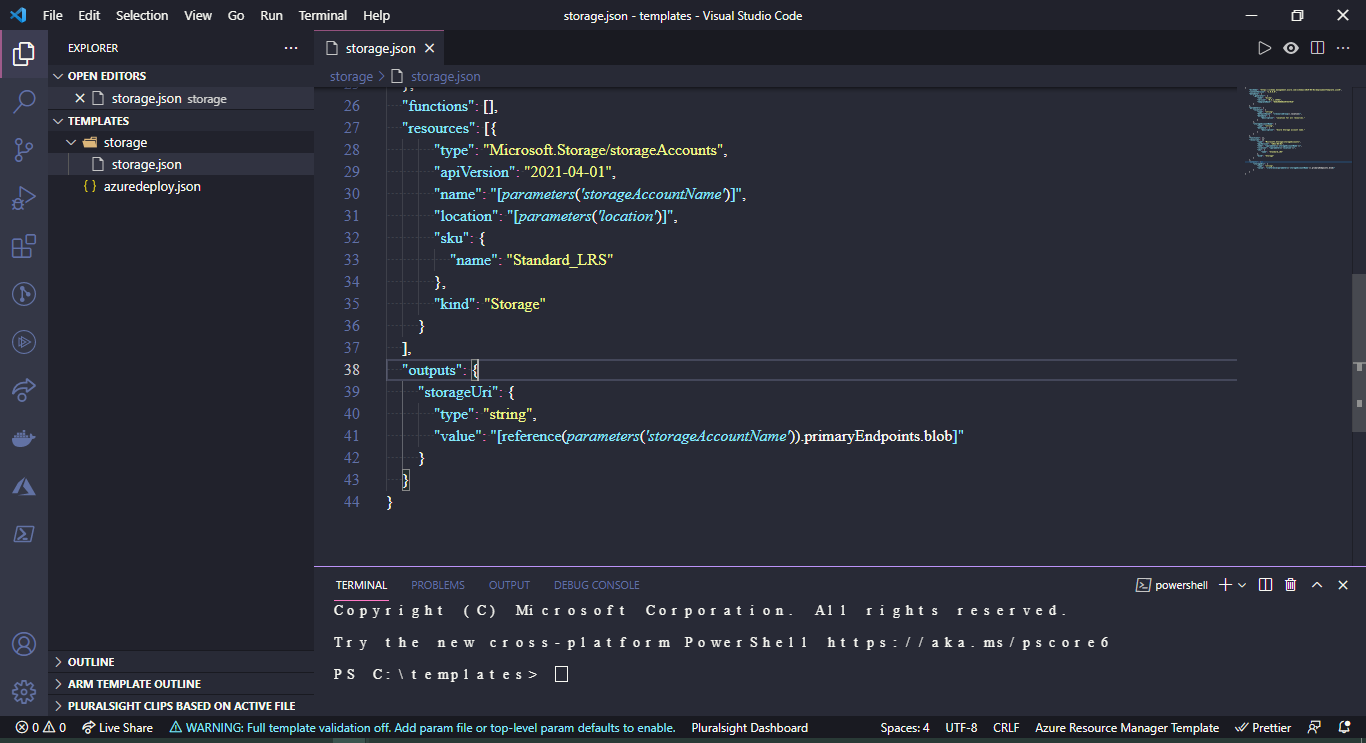 File Edit Selection View Go Run Terminal Help
storage.json - templates - Visual Studio Code
EXPLORER
OPEN EDITORS
storage.json storage
TEMPLATES
storage
storage.json
{} azuredeploy.json
OUTLINE
ARM TEMPLATE OUTLINE
PLURALSIGHT CLIPS BASED ON ACTIVE FILE
storage.json
storage > storage.json
26 "functions": [],
27 "resources": [{
28 "type": "Microsoft.Storage/storageAccounts",
29 "apiVersion": "2021-04-01",
30 "name": "[parameters('storageAccountName')]",
31 "location": "[parameters('location')]",
32 "sku": {
33 "name": "Standard_LRS"
34 },
35 "kind": "Storage"
36 }
37 ],
38 "outputs": {
39 "storageUri": {
40 "type": "string",
41 "value": "[reference(parameters('storageAccountName')).primaryEndpoints.blob]"
42 }
43 }
44 }
TERMINAL PROBLEMS OUTPUT DEBUG CONSOLE
powershell
Copyright (C) Microsoft Corporation. All rights reserved.
Try the new cross-platform PowerShell https://aka.ms/pscore6
PS C:\templates>
0 0 Live Share WARNING: Full template validation off. Add param file or top-level param defaults to enable. Pluralsight Dashboard Spaces: 4 UTF-8 CRLF Azure Resource Manager Template Prettier